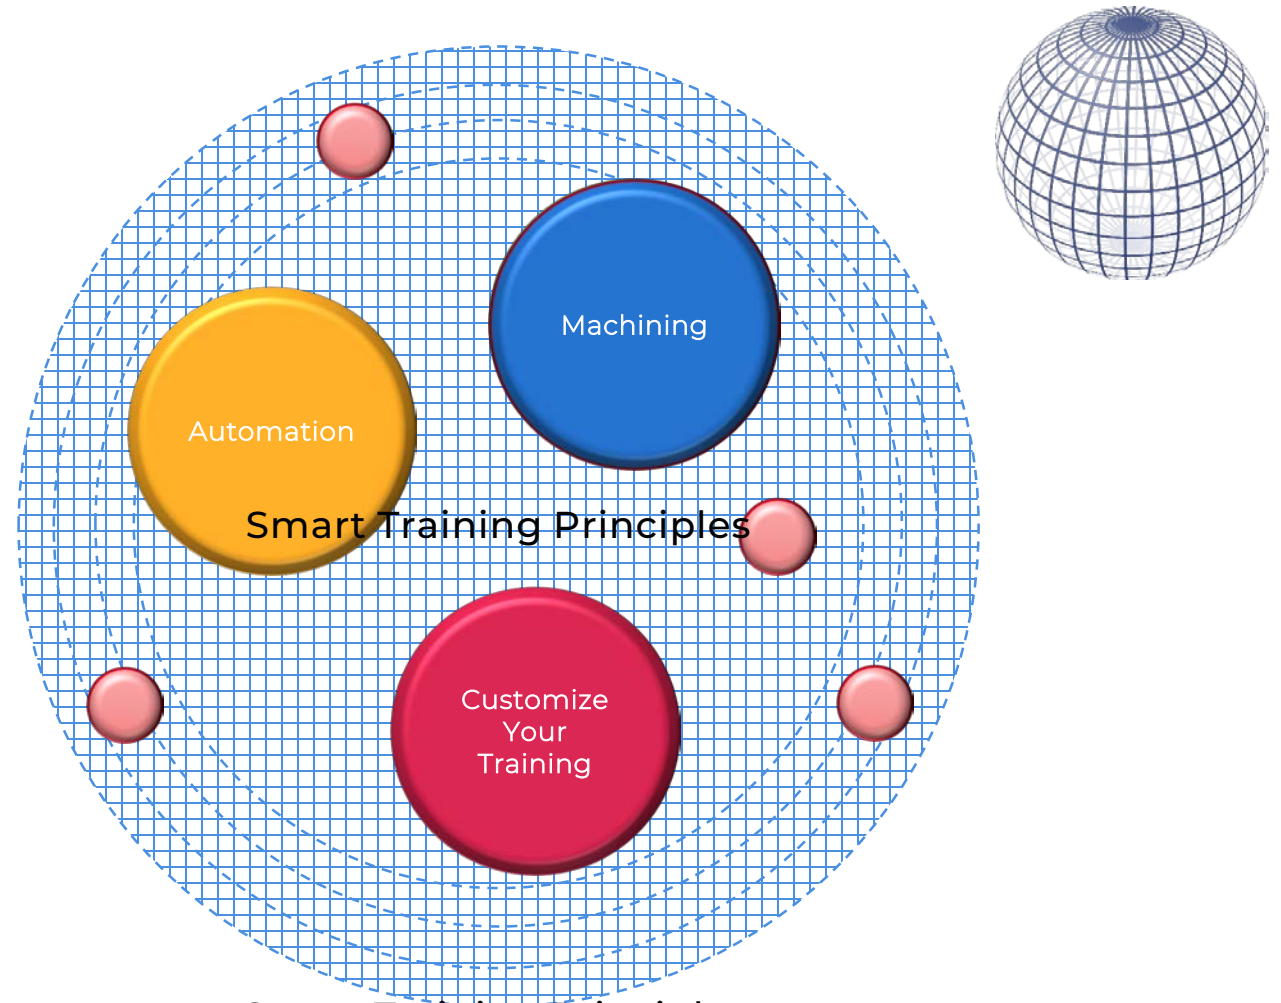 Machining
Automation
Smart Training Principles
Customize
Your
Training